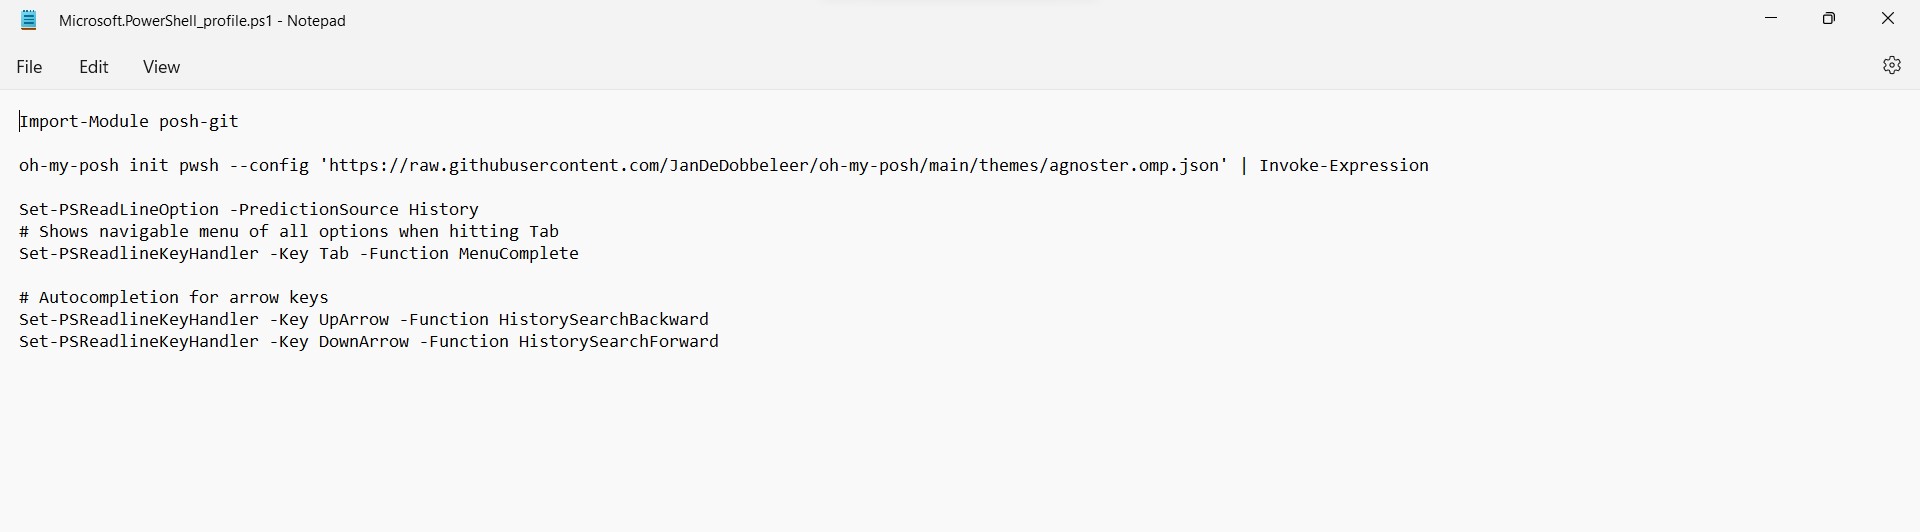 Microsoft.PowerShell_profile.ps1 - Notepad
File Edit View
Import-Module posh-git
oh-my-posh init pwsh --config 'https://raw.githubusercontent.com/JanDeDobbeleer/oh-my-posh/main/themes/agnoster.omp.json' | Invoke-Expression
Set-PSReadLineOption -PredictionSource History
# Shows navigable menu of all options when hitting Tab
Set-PSReadlineKeyHandler -Key Tab -Function MenuComplete
# Autocompletion for arrow keys
Set-PSReadlineKeyHandler -Key UpArrow -Function HistorySearchBackward
Set-PSReadlineKeyHandler -Key DownArrow -Function HistorySearchForward